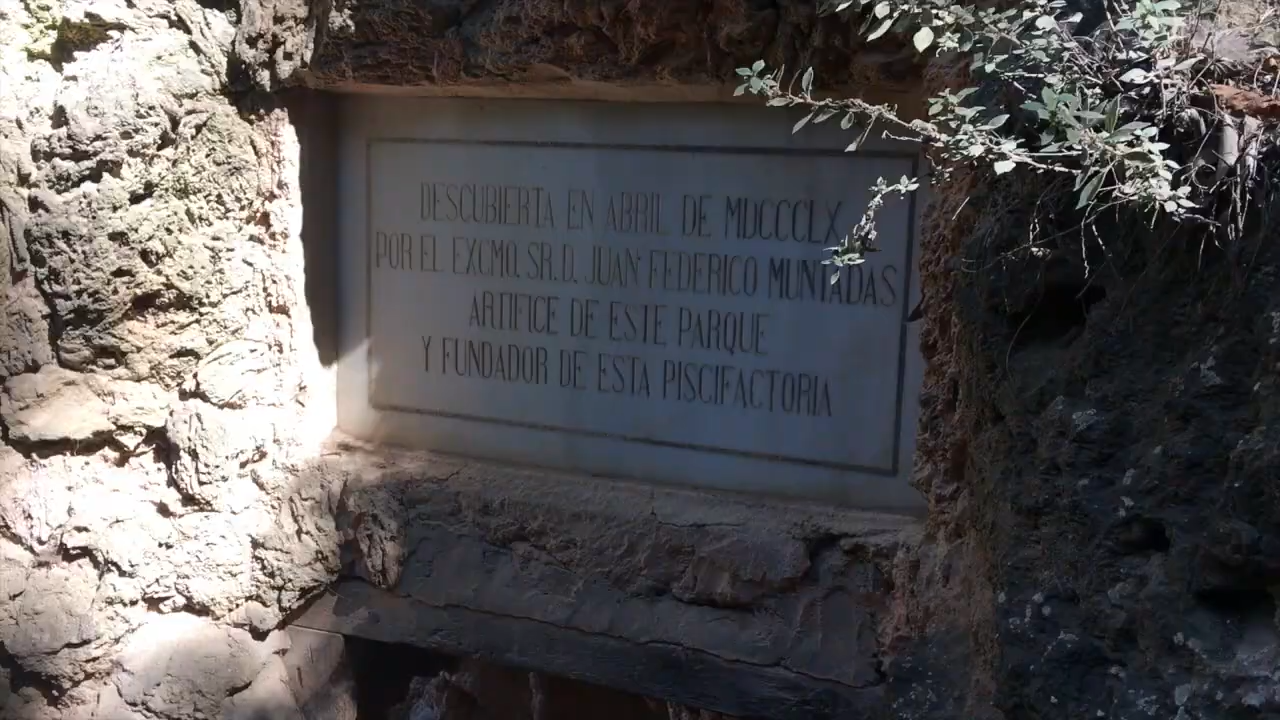 DESCUBIERTA EN ABRIL DE MDCCCLX
POR EL EXCMO. SR. D. JUAN FEDERICO MUNTADAS
ARTIFICE DE ESTE PARQUE
Y FUNDADOR DE ESTA PISCIFACTORIA